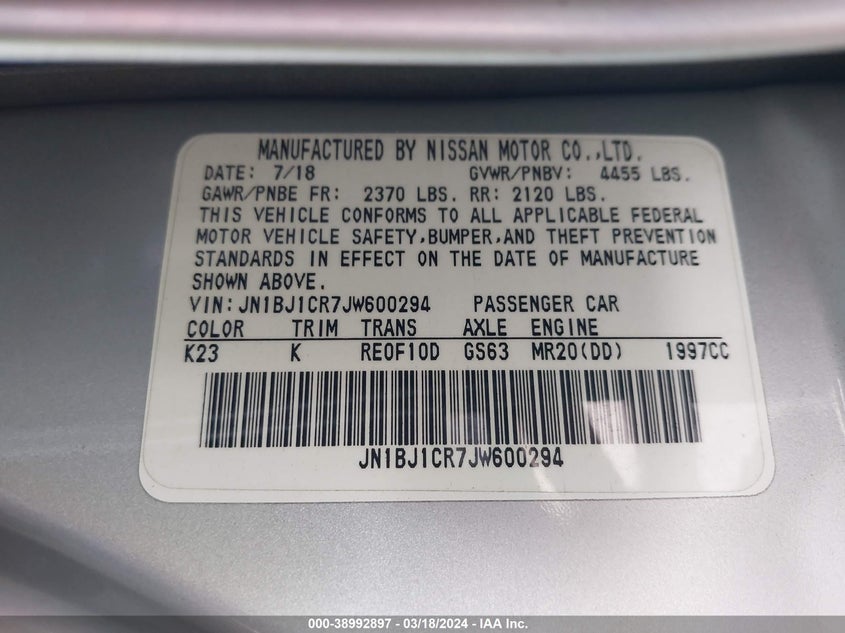 MANUFACTURED BY NISSAN MOTOR CO.,LTD.
DATE: 7/18 GVWR/PNBV: 4455 LBS.
GAWR/PNBE FR: 2370 LBS. RR: 2120 LBS.
THIS VEHICLE CONFORMS TO ALL APPLICABLE FEDERAL
MOTOR VEHICLE SAFETY,BUMPER,AND THEFT PREVENTION
STANDARDS IN EFFECT ON THE DATE OF MANUFACTURE
SHOWN ABOVE.
VIN:JN1BJ1CR7JW600294 PASSENGER CAR
COLOR TRIM TRANS AXLE ENGINE
K23 K RE0F10D GS63 MR20(DD) 1997CC
JN1BJ1CR7JW600294
000-38992897 - 03/18/2024 - IAA Inc.